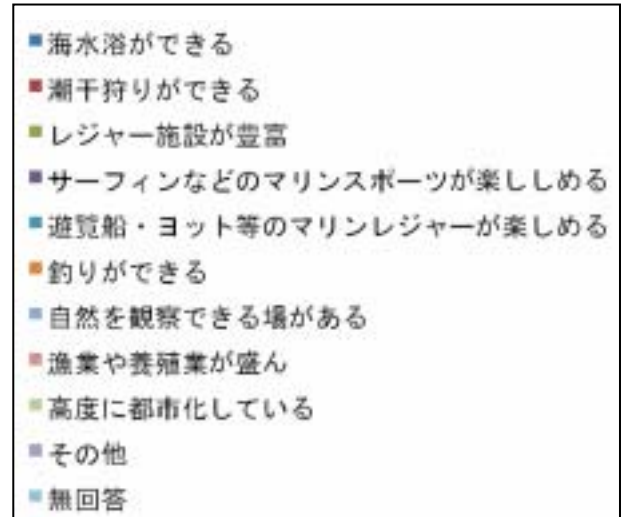 海水浴ができる
潮干狩りができる
レジャー施設が豊富
サーフィンなどのマリンスポーツが楽ししめる
遊覧船・ヨット等のマリンレジャーが楽しめる
釣りができる
自然を観察できる場がある
漁業や養殖業が盛ん
高度に都市化している
その他
無回答